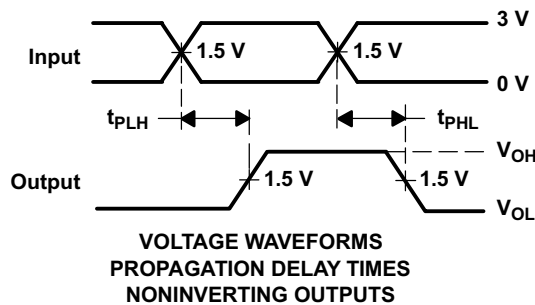 3 V
Input
1.5 V
1.5 V
0 V
tPLH
tPHL
VOH
Output
1.5 V
1.5 V
VOL
VOLTAGE WAVEFORMS
PROPAGATION DELAY TIMES
NONINVERTING OUTPUTS